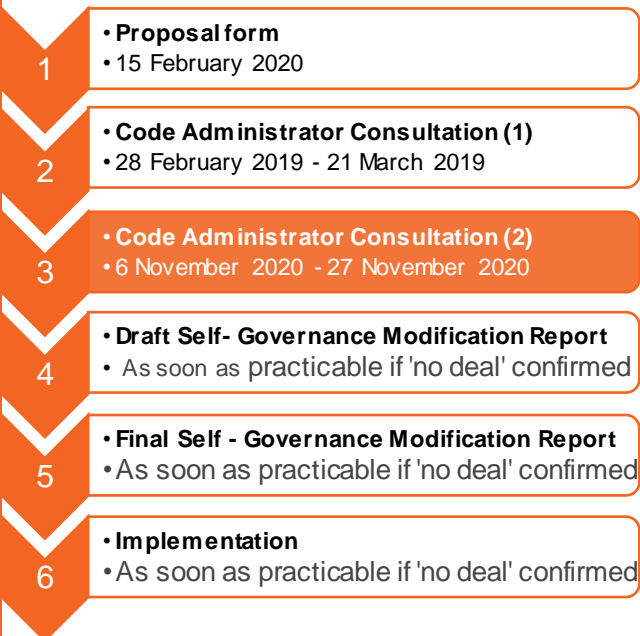 1
• Proposal form
• 15 February 2020
2
• Code Administrator Consultation (1)
• 28 February 2019 - 21 March 2019
3
• Code Administrator Consultation (2)
• 6 November 2020 - 27 November 2020
4
• Draft Self- Governance Modification Report
• As soon as practicable if 'no deal' confirmed
5
• Final Self - Governance Modification Report
• As soon as practicable if 'no deal' confirmed
6
• Implementation
• As soon as practicable if 'no deal' confirmed